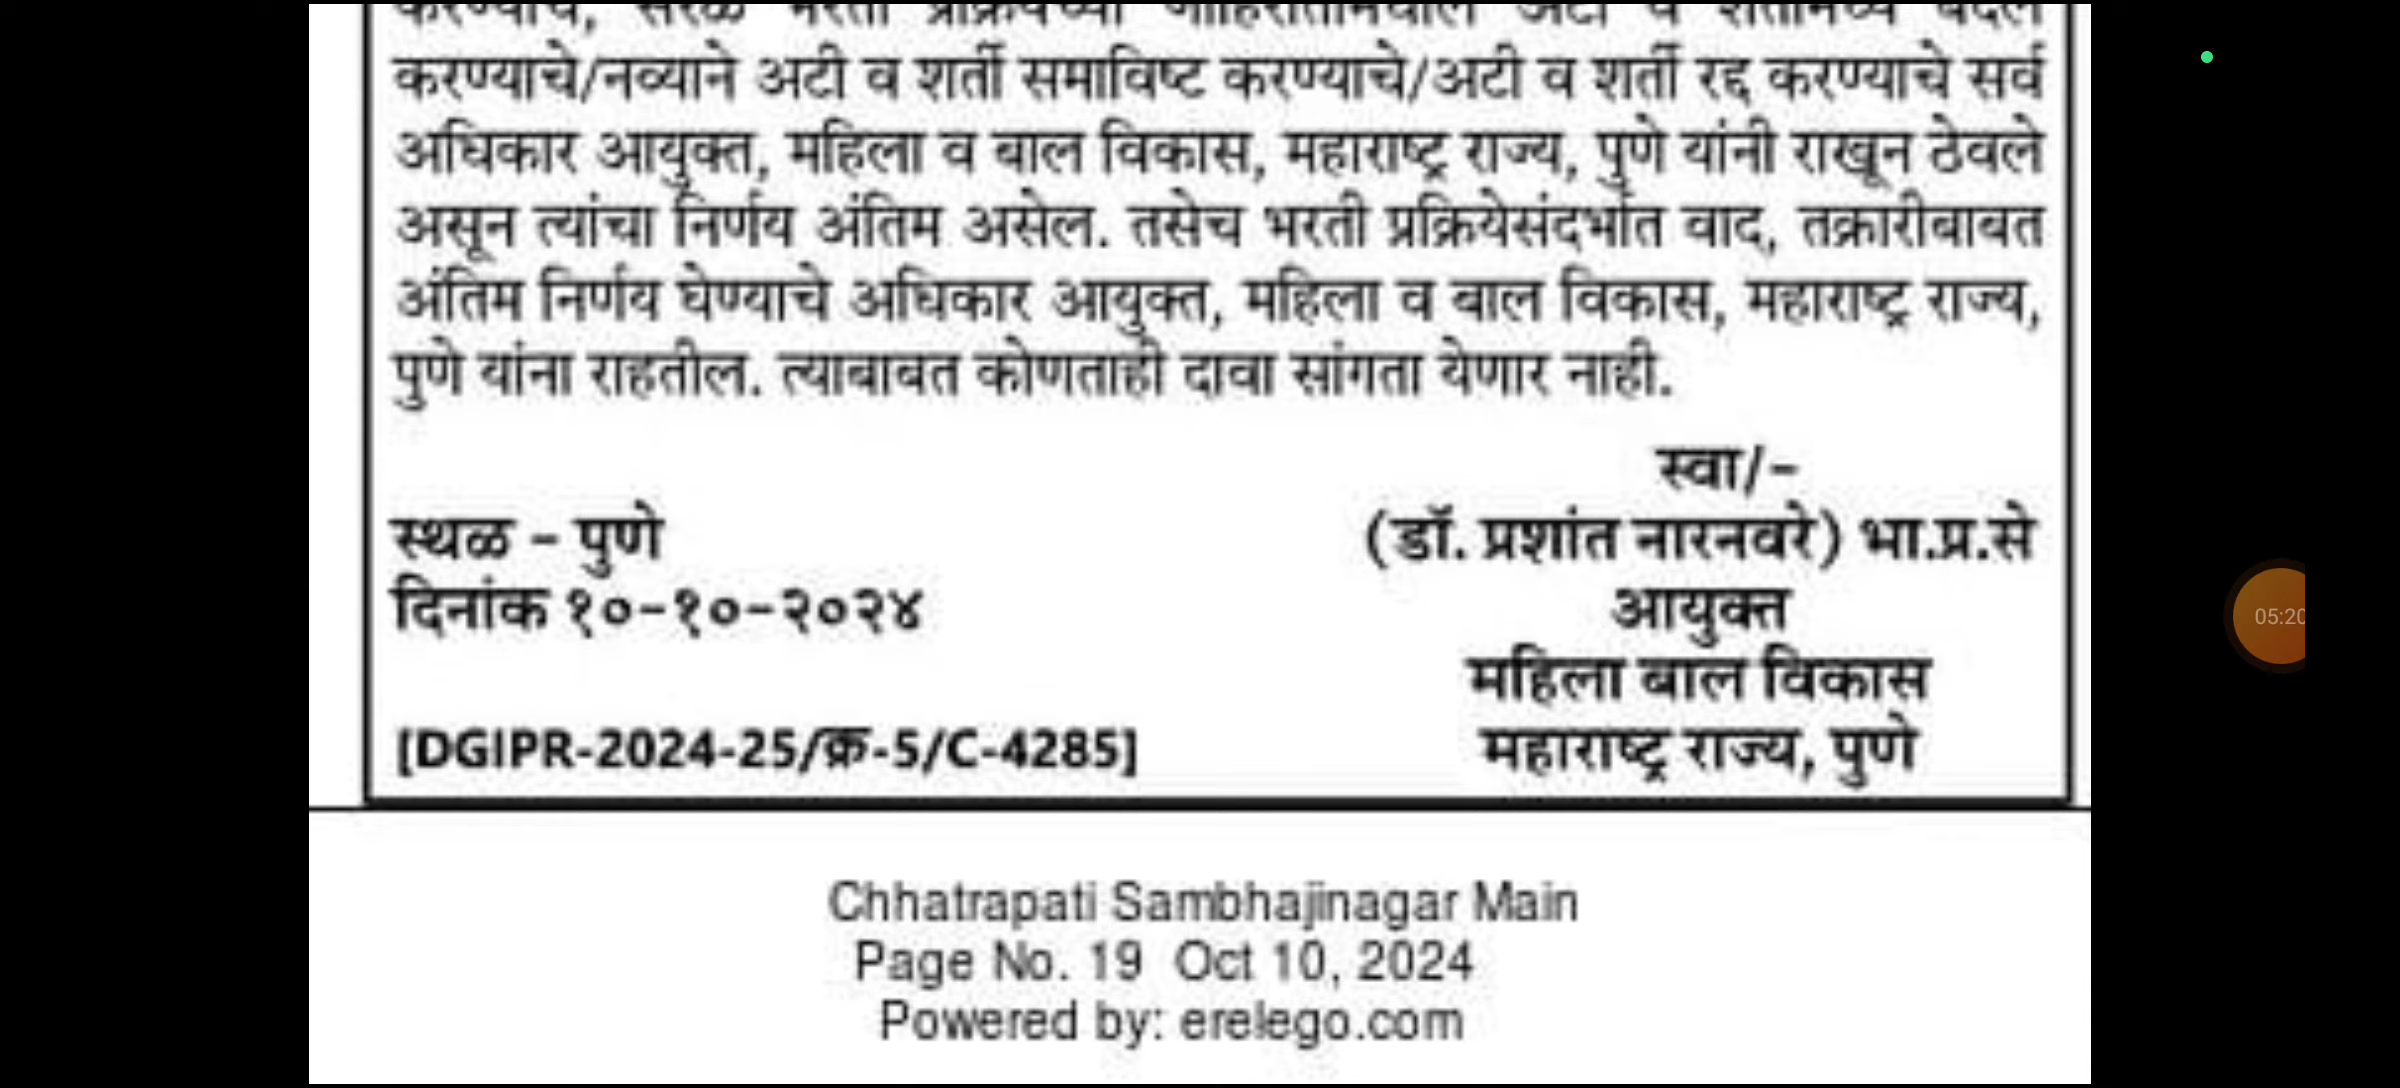 करण्याचे/नव्याने अटी व शर्ती समाविष्ट करण्याचे/अटी व शर्ती रद्द करण्याचे सर्व
अधिकार आयुक्त, महिला व बाल विकास, महाराष्ट्र राज्य, पुणे यांनी राखून ठेवले
असून त्यांचा निर्णय अंतिम असेल. तसेच भरती प्रक्रियेसंदर्भात वाद, तक्रारीबाबत
अंतिम निर्णय घेण्याचे अधिकार आयुक्त, महिला व बाल विकास, महाराष्ट्र राज्य,
पुणे यांना राहतील. त्याबाबत कोणताही दावा सांगता येणार नाही.
स्वा/-
स्थळ - पुणे (डॉ. प्रशांत नारनवरे) भा.प्र.से
दिनांक १०-१०-२०२४ आयुक्त
महिला बाल विकास
[DGIPR-2024-25/क्र-5/C-4285] महाराष्ट्र राज्य, पुणे
05:20
Chhatrapati Sambhajinagar Main
Page No. 19 Oct 10, 2024
Powered by: erelego.com